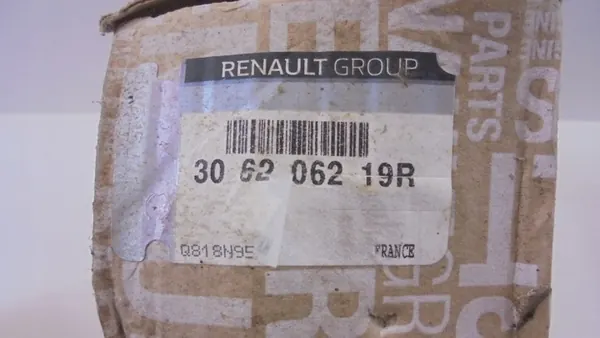 RENAULT GROUP
30 62 062 19R
Q818N95
FRANCE
PARTS